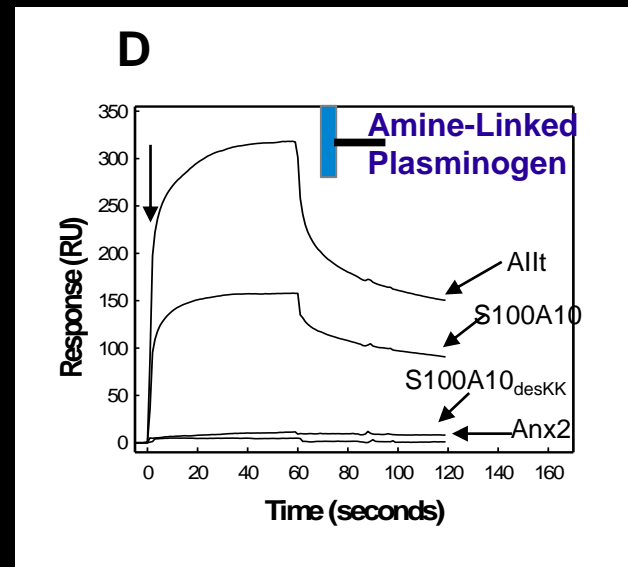 D
350
300
250
200
150
100
50
0
Response (RU)
Amine-Linked
Plasminogen
AIIt
S100A10
S100A10desKK
Anx2
0 20 40 60 80 100 120 140 160
Time (seconds)